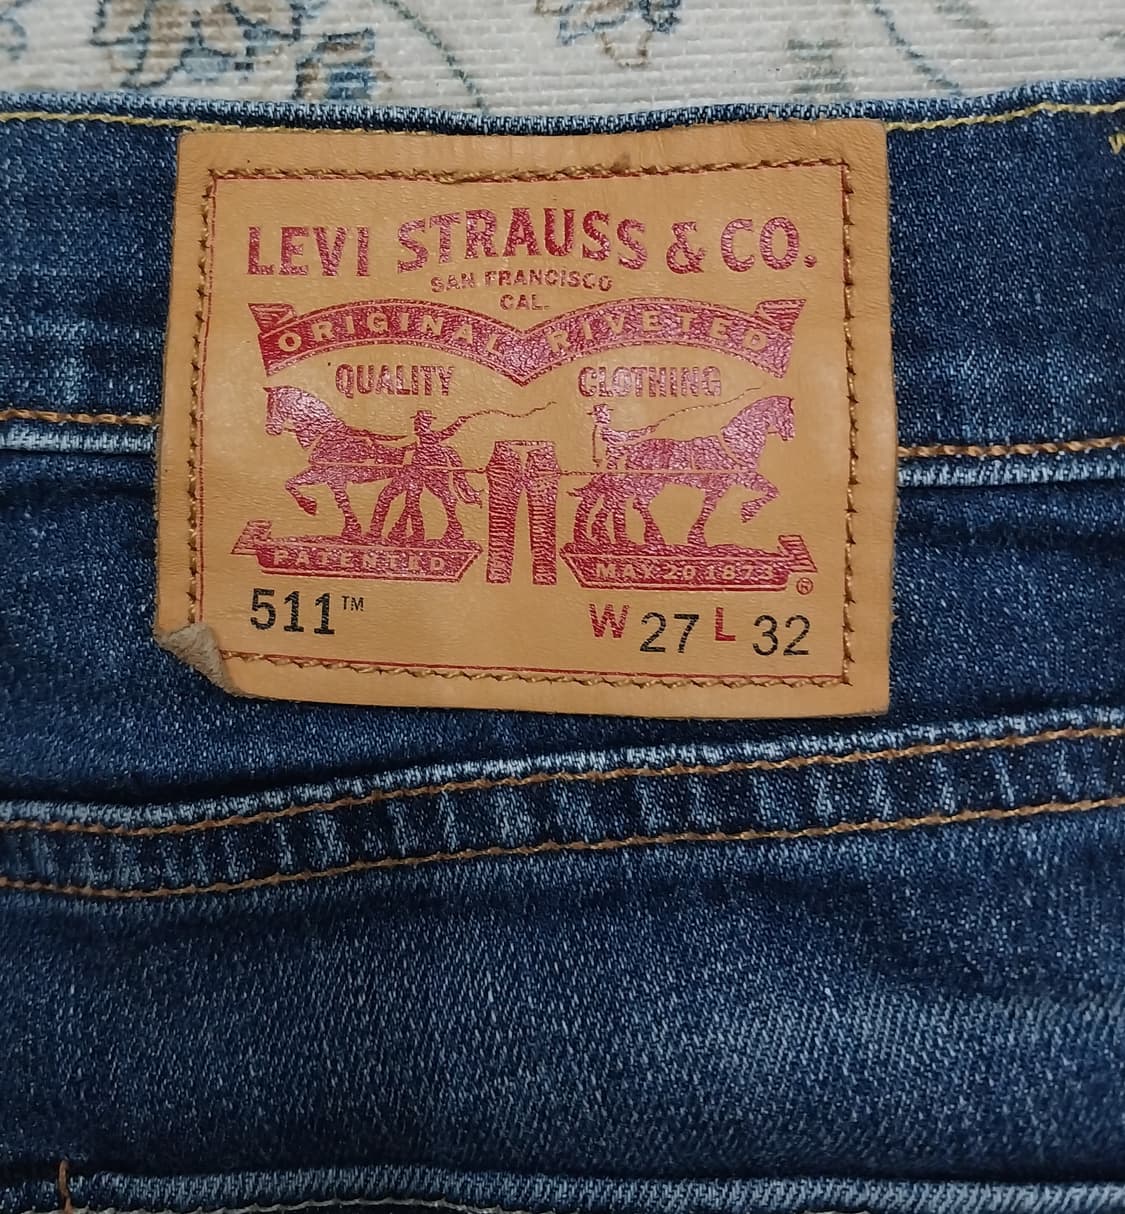 LEVI STRAUSS & CO.
SAN FRANCISCO
CAL.
ORIGINAL RIVETED
QUALITY CLOTHING
PATENTED MAY 20 1873 ®
511™ W 27 L 32